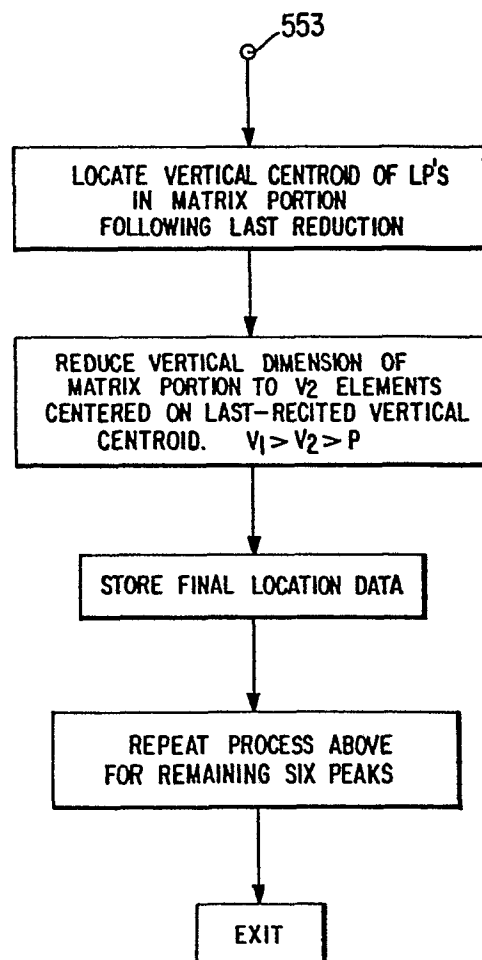 553
LOCATE VERTICAL CENTROID OF LP'S
IN MATRIX PORTION
FOLLOWING LAST REDUCTION
REDUCE VERTICAL DIMENSION OF
MATRIX PORTION TO V2 ELEMENTS
CENTERED ON LAST-RECITED VERTICAL
CENTROID. V1 > V2 > P
STORE FINAL LOCATION DATA
REPEAT PROCESS ABOVE
FOR REMAINING SIX PEAKS
EXIT